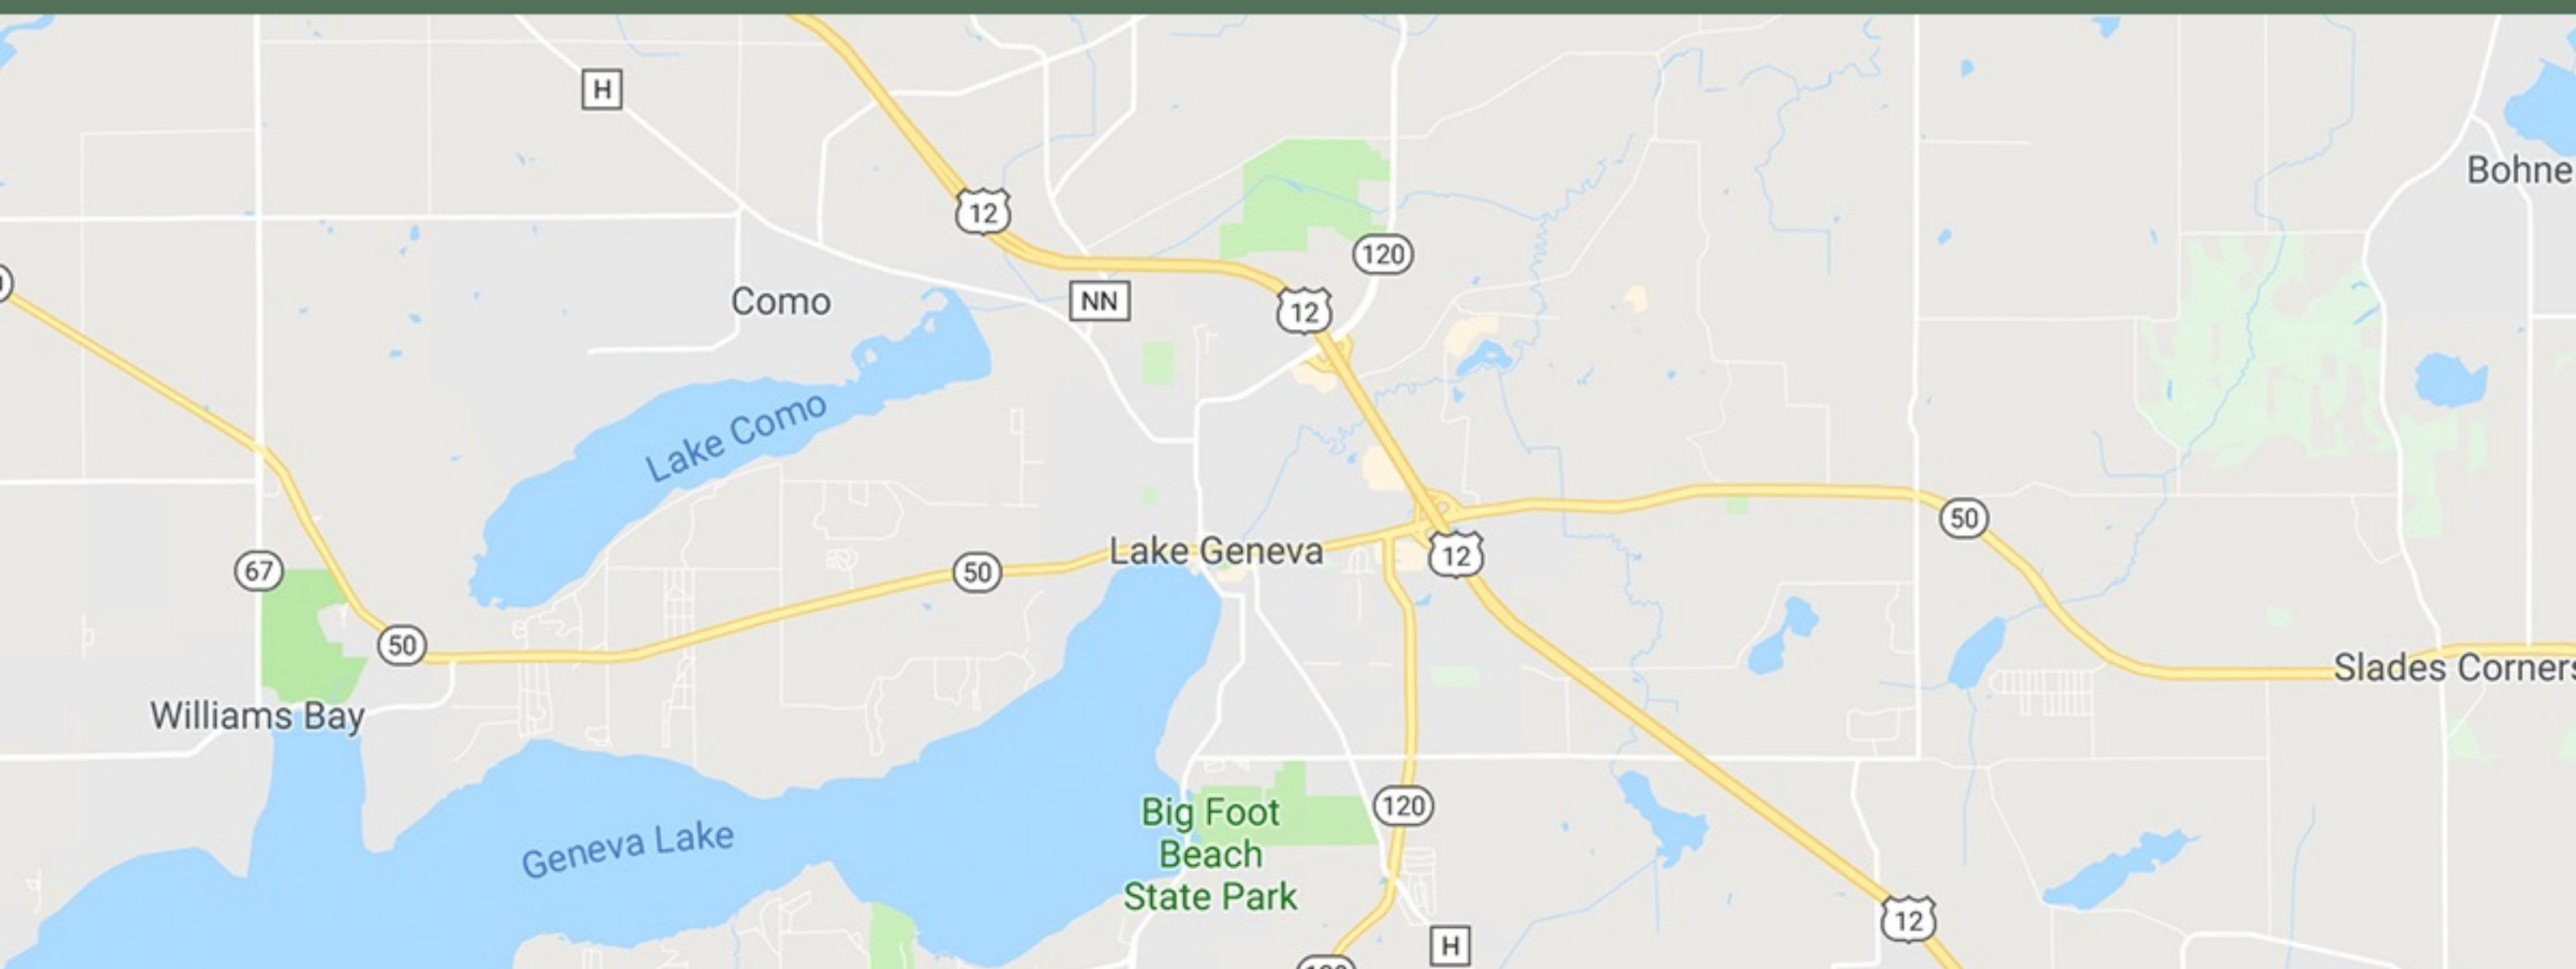 H
Bohne
12
120
Como
NN
12
Lake Como
50
Lake Geneva
12
67
50
50
Slades Corners
Williams Bay
Big Foot
Beach
State Park
120
Geneva Lake
12
H